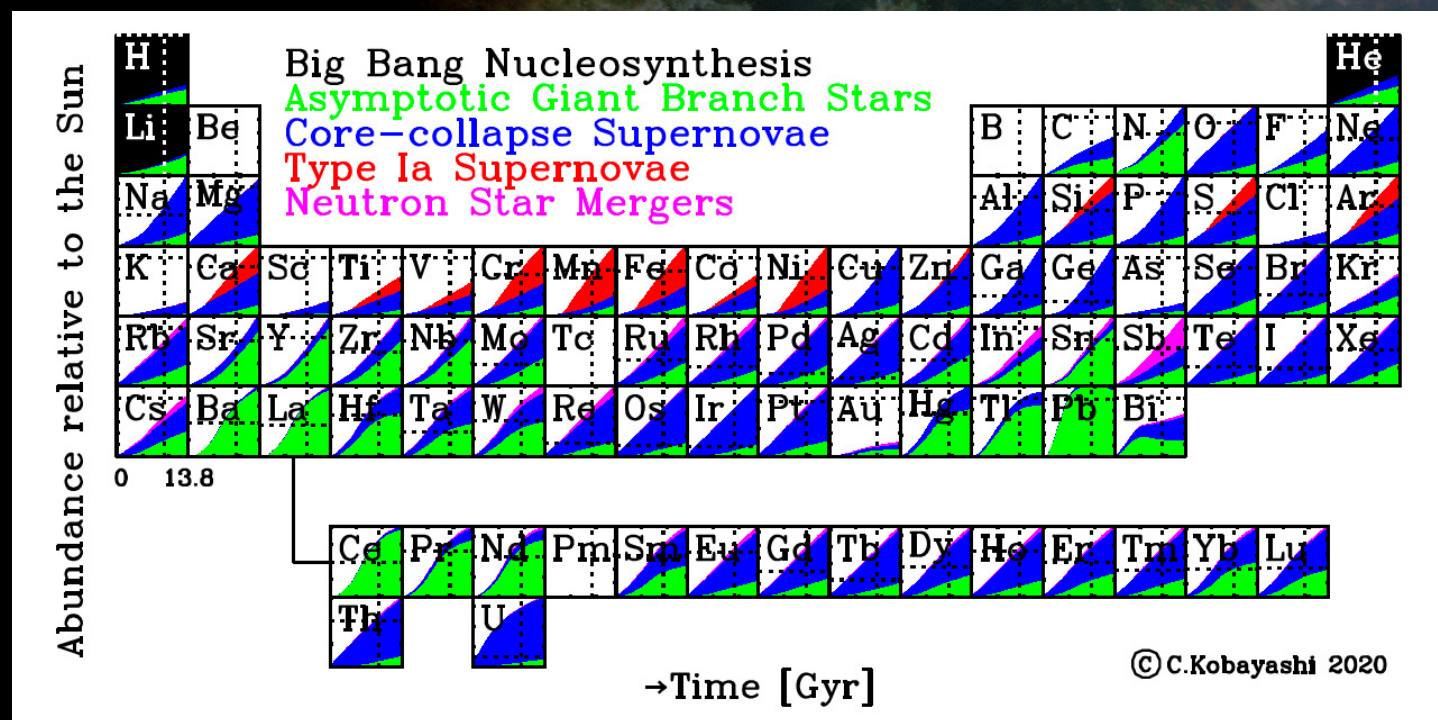 Abundance relative to the Sun
H He
Big Bang Nucleosynthesis
Asymptotic Giant Branch Stars
Li Be B C N O F Ne
Core-collapse Supernovae
Type Ia Supernovae
Na Mg Al Si P S Cl Ar
Neutron Star Mergers
K Ca Sc Ti V Cr Mn Fe Co Ni Cu Zn Ga Ge As Se Br Kr
Rb Sr Y Zr Nb Mo Tc Ru Rh Pd Ag Cd In Sn Sb Te I Xe
Cs Ba La Hf Ta W Re Os Ir Pt Au Hg Tl Pb Bi
0 13.8
Ce Pr Nd Pm Sm Eu Gd Tb Dy Ho Er Tm Yb Lu
Th U
→Time [Gyr]
© C.Kobayashi 2020